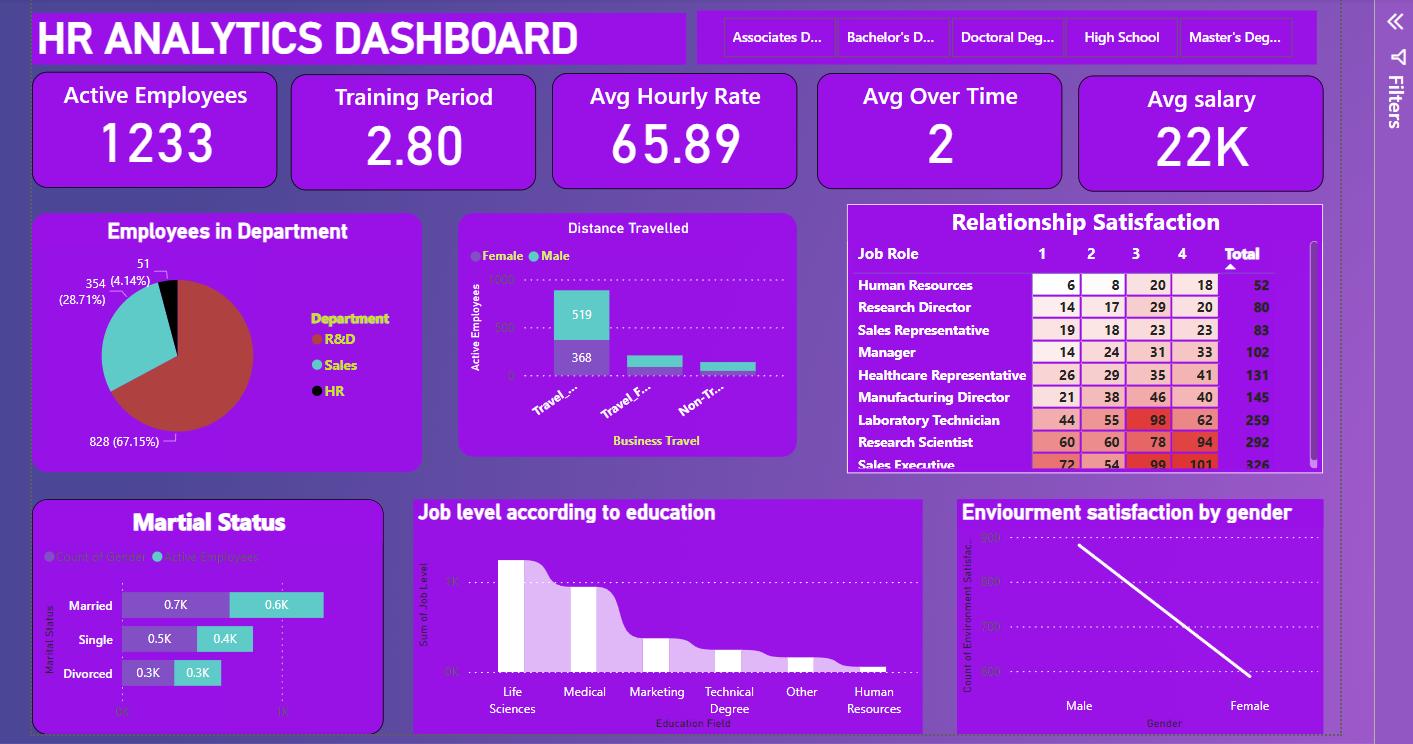 HR ANALYTICS DASHBOARD
Associates D...
Bachelor's D...
Doctoral Deg...
High School
Master's Deg...
Filters
Active Employees
1233
Training Period
2.80
Avg Hourly Rate
65.89
Avg Over Time
2
Avg salary
22K
Employees in Department
51
(4.14%)
354
(28.71%)
828 (67.15%)
Department
R&D
Sales
HR
Distance Travelled
Female Male
Active Employees
1000
500
0
519
368
Travel_...
Travel_F...
Non-Tr...
Business Travel
Relationship Satisfaction
Job Role 1 2 3 4 Total
Human Resources 6 8 20 18 52
Research Director 14 17 29 20 80
Sales Representative 19 18 23 23 83
Manager 14 24 31 33 102
Healthcare Representative 26 29 35 41 131
Manufacturing Director 21 38 46 40 145
Laboratory Technician 44 55 98 62 259
Research Scientist 60 60 78 94 292
Sales Executive 72 54 99 101 326
Martial Status
Count of Gender Active Employees
Marital Status
Married 0.7K 0.6K
Single 0.5K 0.4K
Divorced 0.3K 0.3K
0K 1K
Job level according to education
Sum of Job Level
1K
0K
Life Sciences
Medical
Marketing
Technical Degree
Other
Human Resources
Education Field
Enviourment satisfaction by gender
Count of Environment Satisfac...
900
800
700
600
Male
Female
Gender